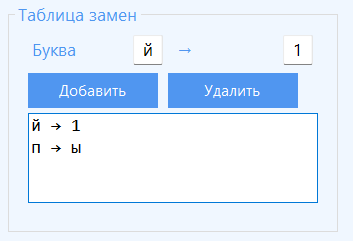 Таблица замен
Буква й → 1
Добавить Удалить
й → 1
п → ы